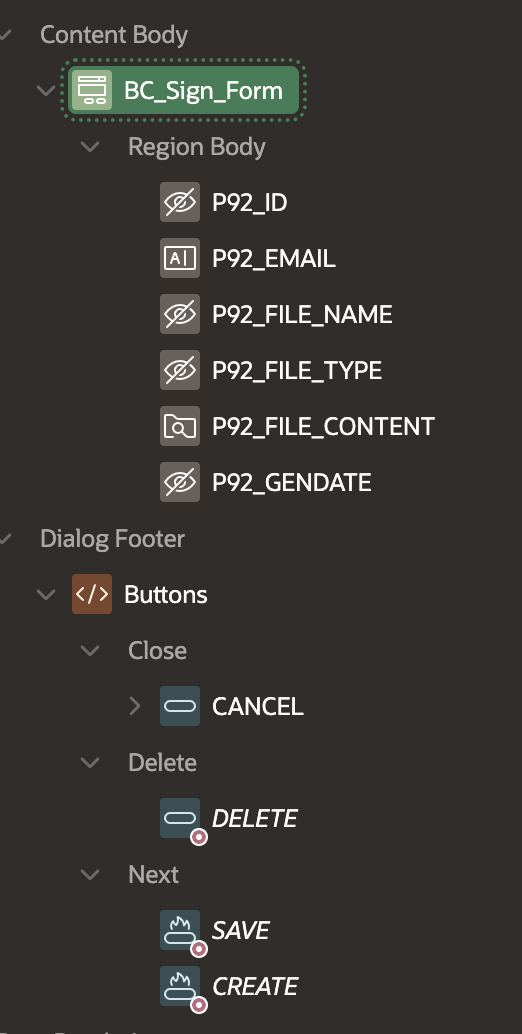 Content Body
BC_Sign_Form
Region Body
P92_ID
P92_EMAIL
P92_FILE_NAME
P92_FILE_TYPE
P92_FILE_CONTENT
P92_GENDATE
Dialog Footer
Buttons
Close
CANCEL
Delete
DELETE
Next
SAVE
CREATE